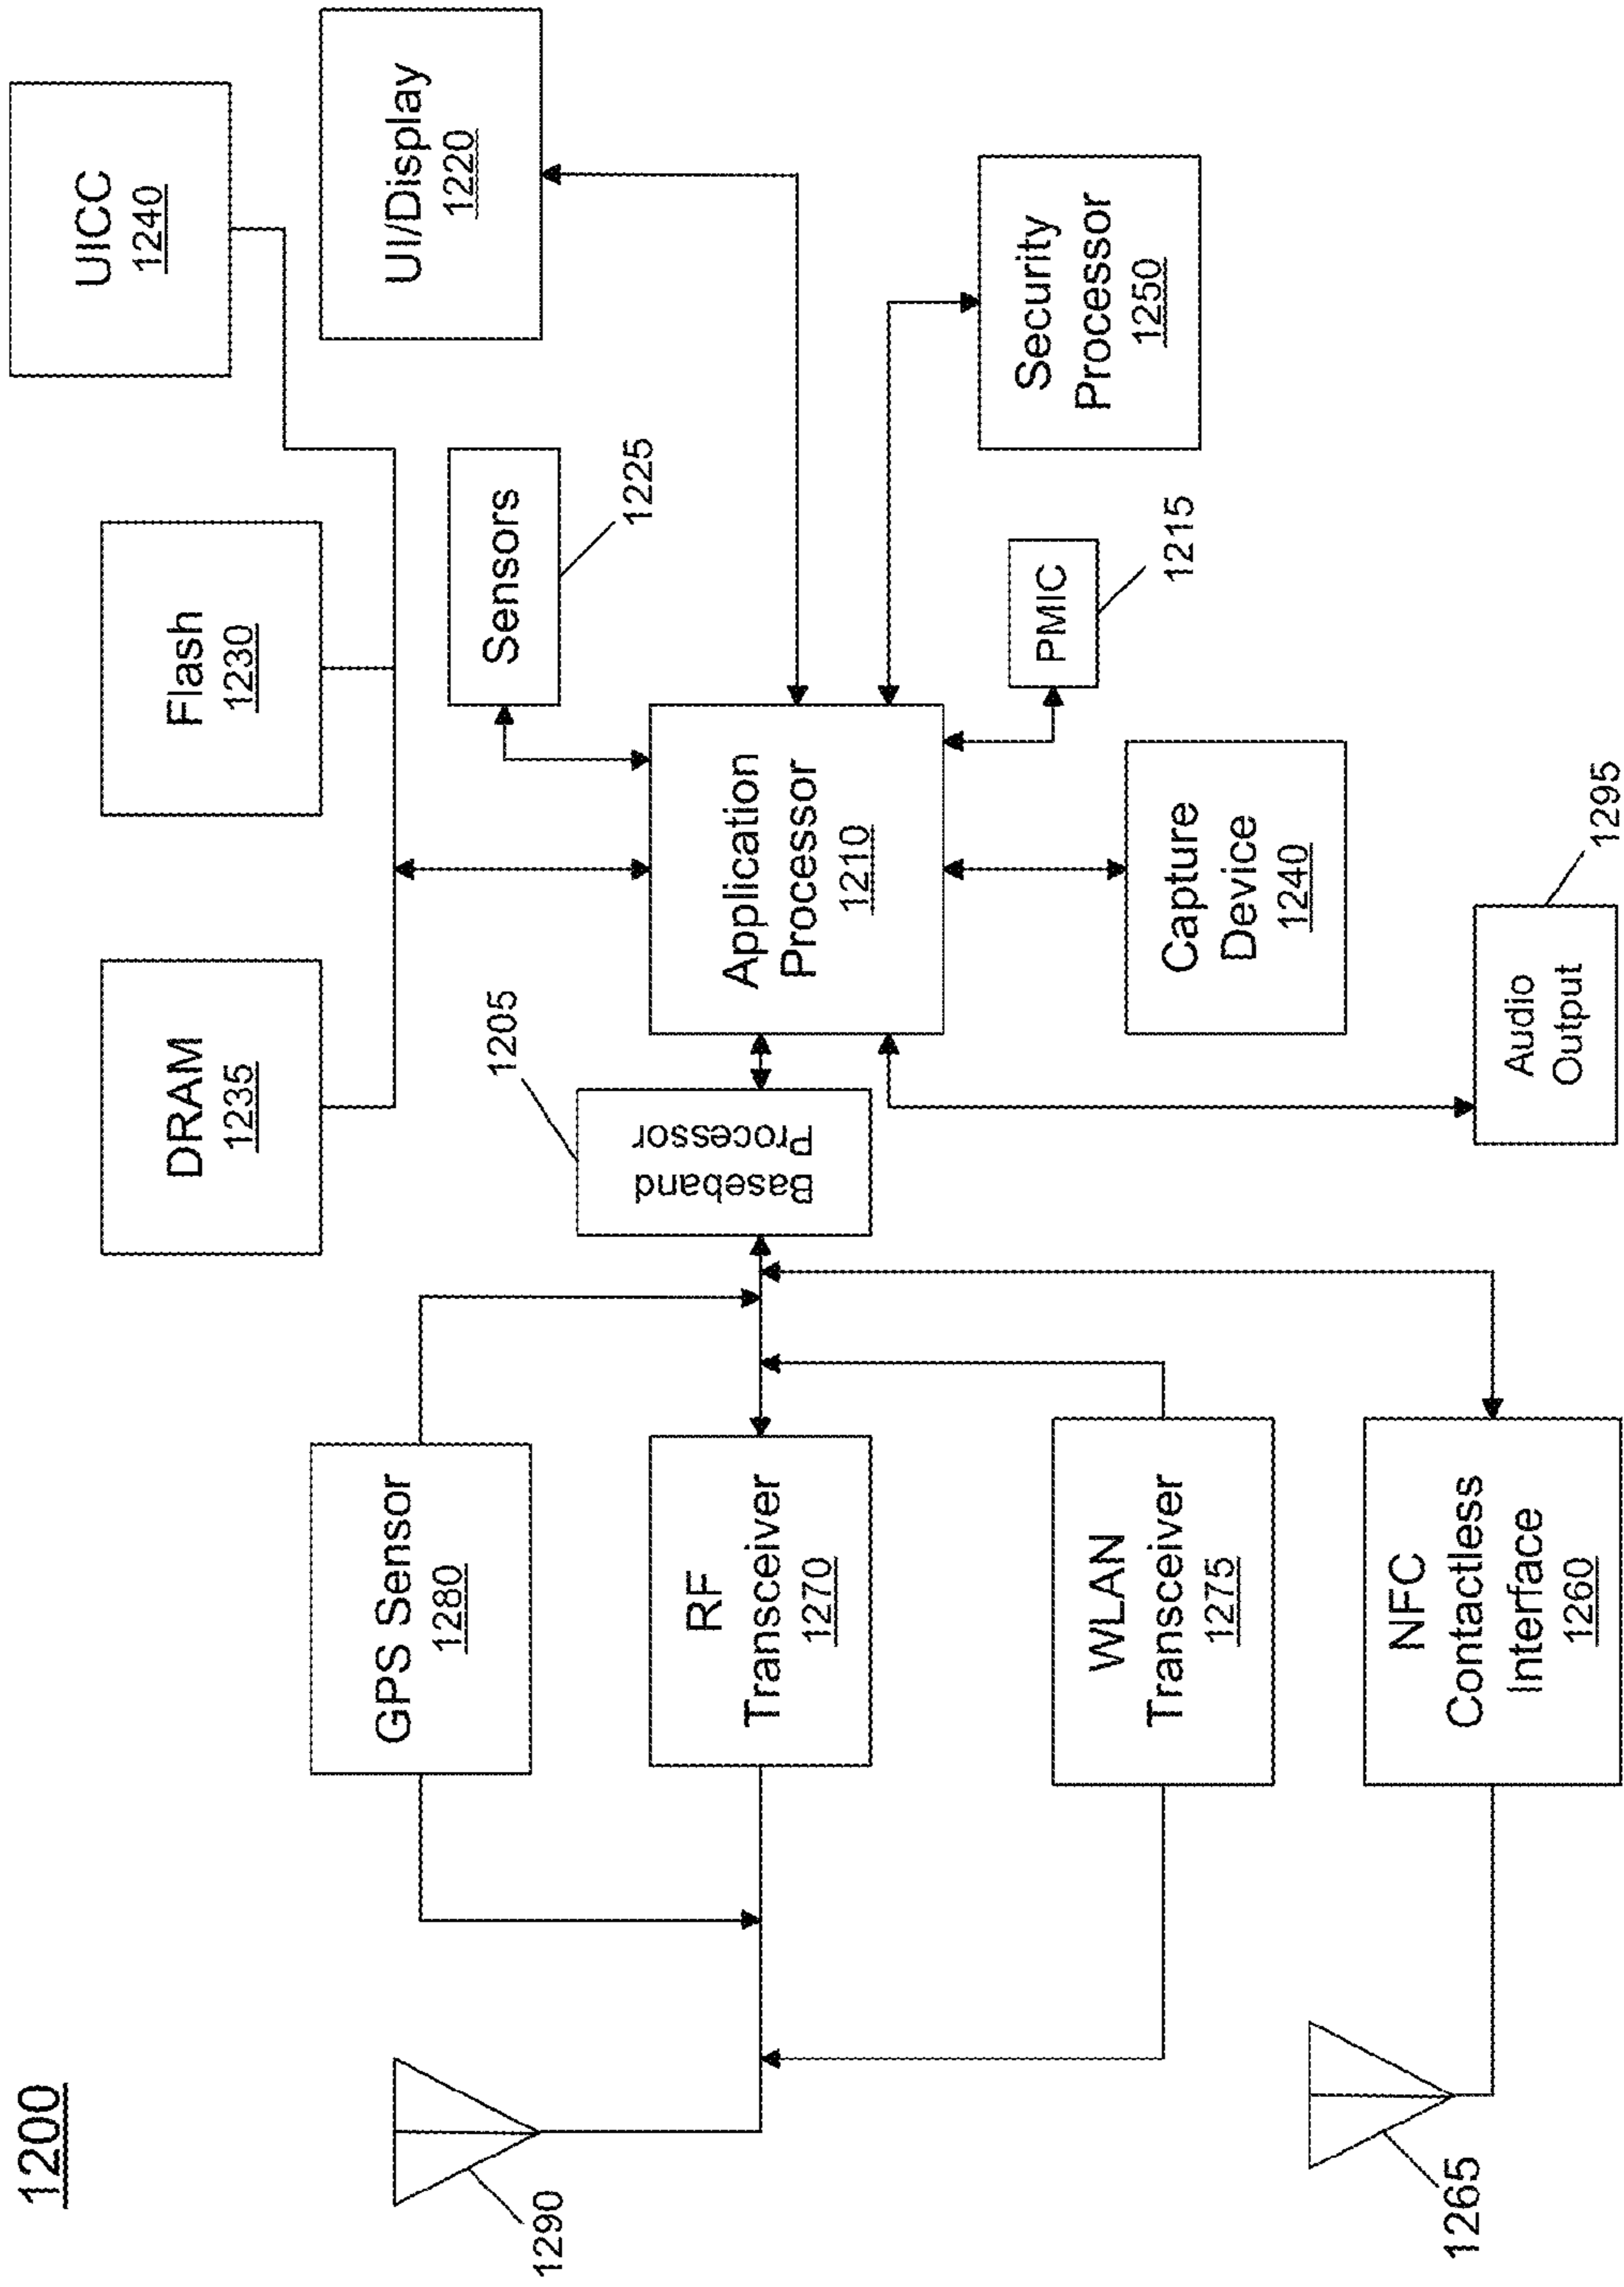 1200
UICC
1240
DRAM
1235
Flash
1230
UI/Display
1220
GPS Sensor
1280
1290
Sensors
1225
1205
Baseband
Processor
RF
Transceiver
1270
Application
Processor
1210
Security
Processor
1250
PMIC
1215
WLAN
Transceiver
1275
Capture
Device
1240
NFC
Contactless
Interface
1260
1265
Audio
Output
1295